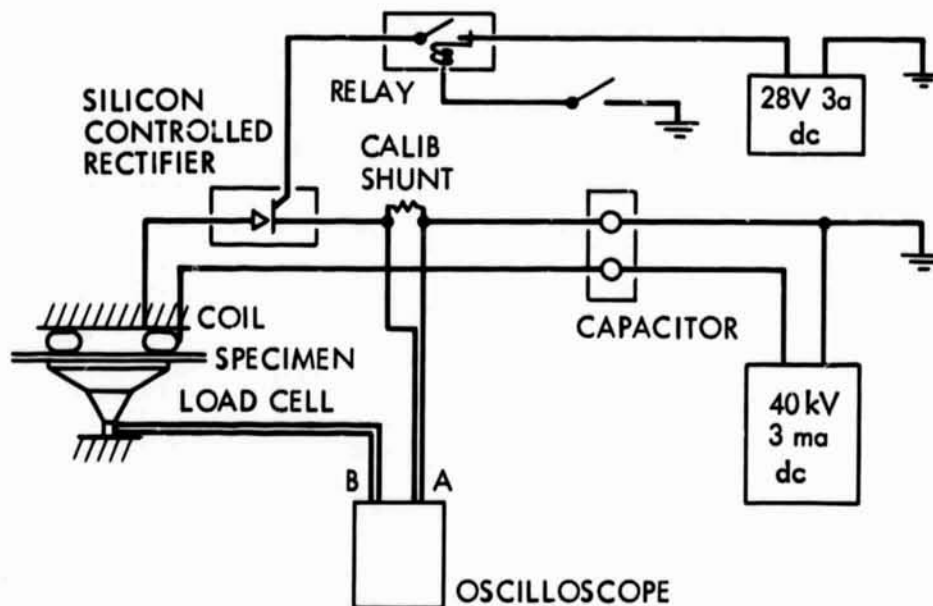 RELAY
28V 3a
dc
SILICON
CONTROLLED
RECTIFIER
CALIB
SHUNT
COIL
CAPACITOR
SPECIMEN
LOAD CELL
40 kV
3 ma
dc
B
A
OSCILLOSCOPE